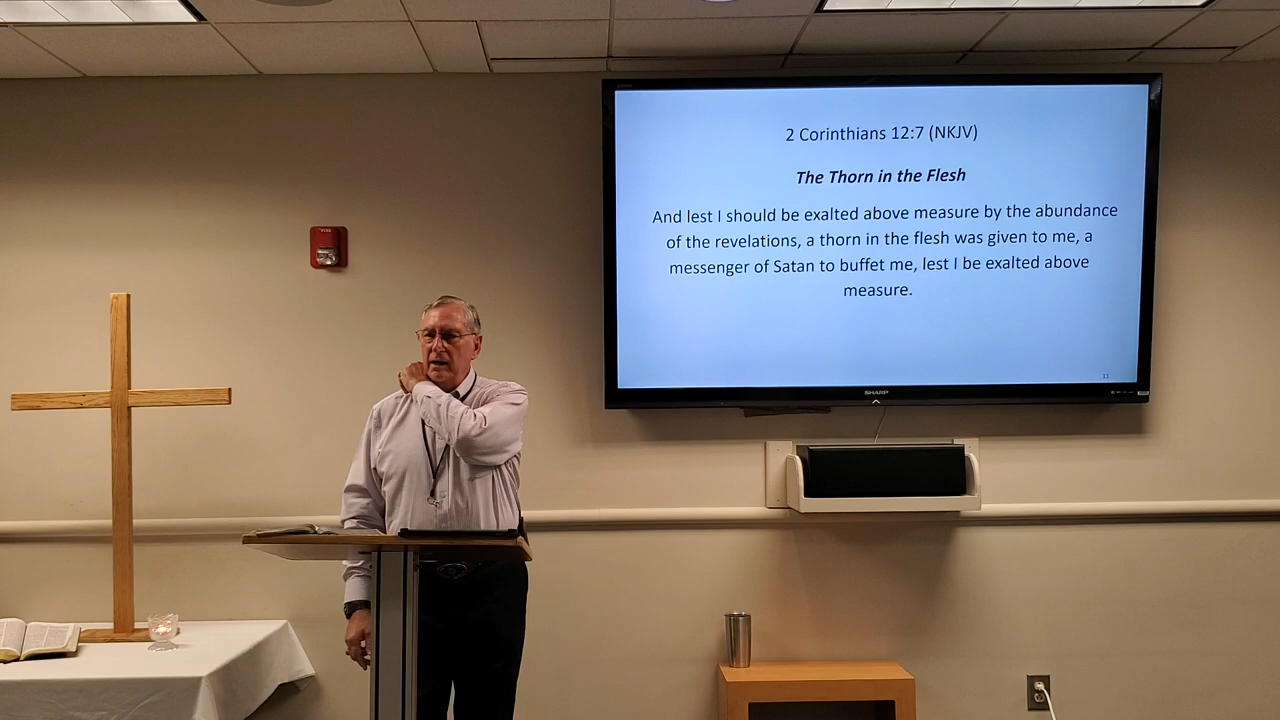 2 Corinthians 12:7 (NKJV)
The Thorn in the Flesh
And lest I should be exalted above measure by the abundance
of the revelations, a thorn in the flesh was given to me, a
messenger of Satan to buffet me, lest I be exalted above
measure.
11
SHARP
FIRE